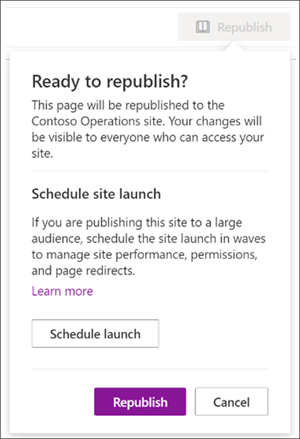 Republish
Ready to republish?
This page will be republished to the
Contoso Operations site. Your changes will
be visible to everyone who can access your
site.
Schedule site launch
If you are publishing this site to a large
audience, schedule the site launch in waves
to manage site performance, permissions,
and page redirects.
Learn more
Schedule launch
Republish Cancel